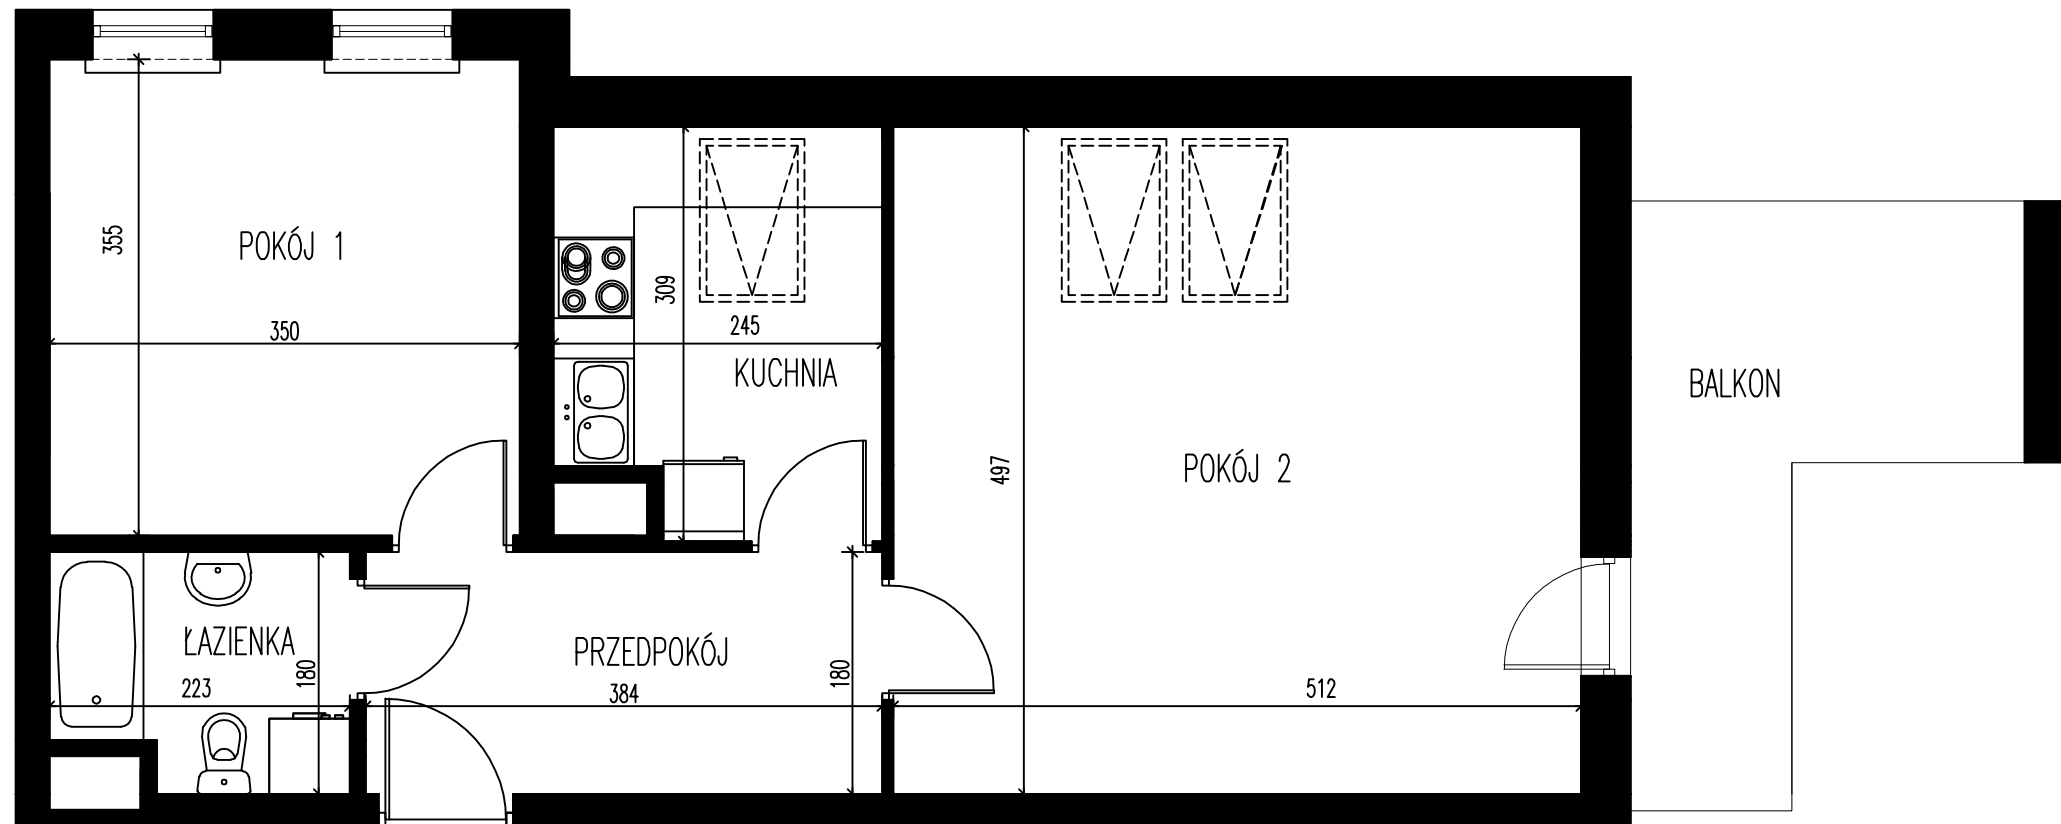 355
POKÓJ 1
350
309
245
KUCHNIA
497
POKÓJ 2
BALKON
ŁAZIENKA
223
180
PRZEDPOKÓJ
384
180
512